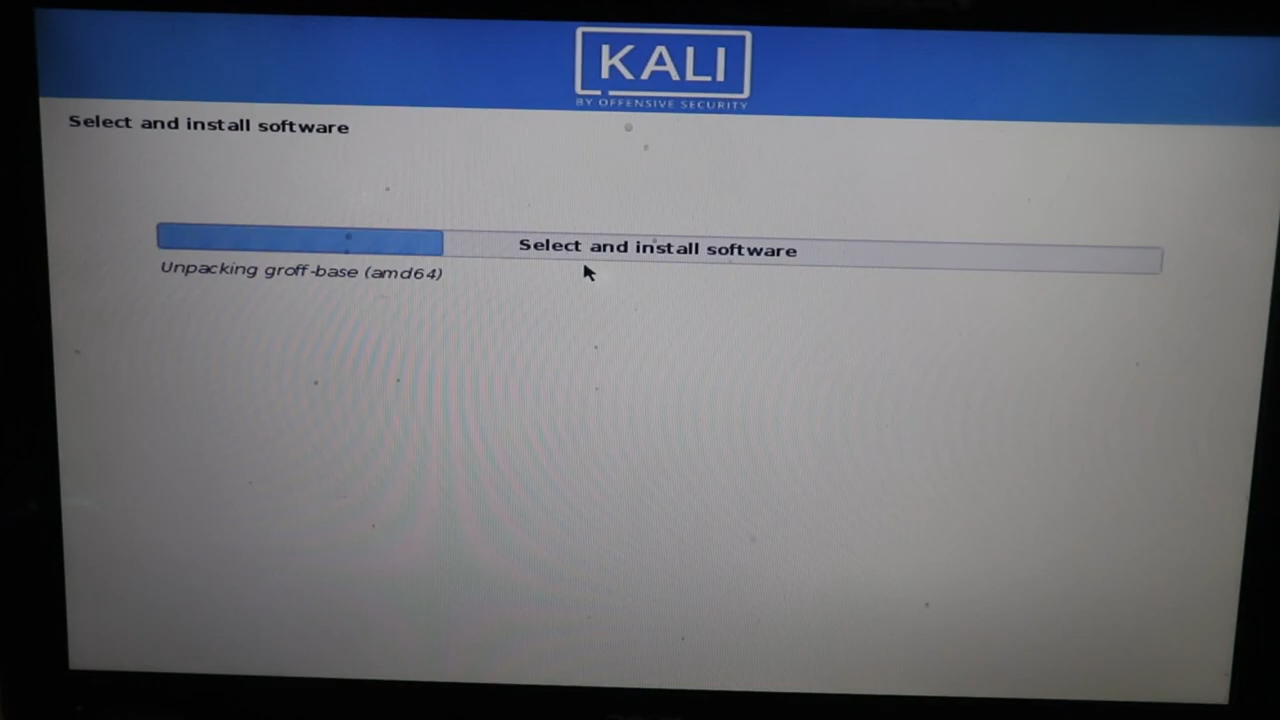 KALI
BY OFFENSIVE SECURITY
Select and install software
Select and install software
Unpacking groff-base (amd64)